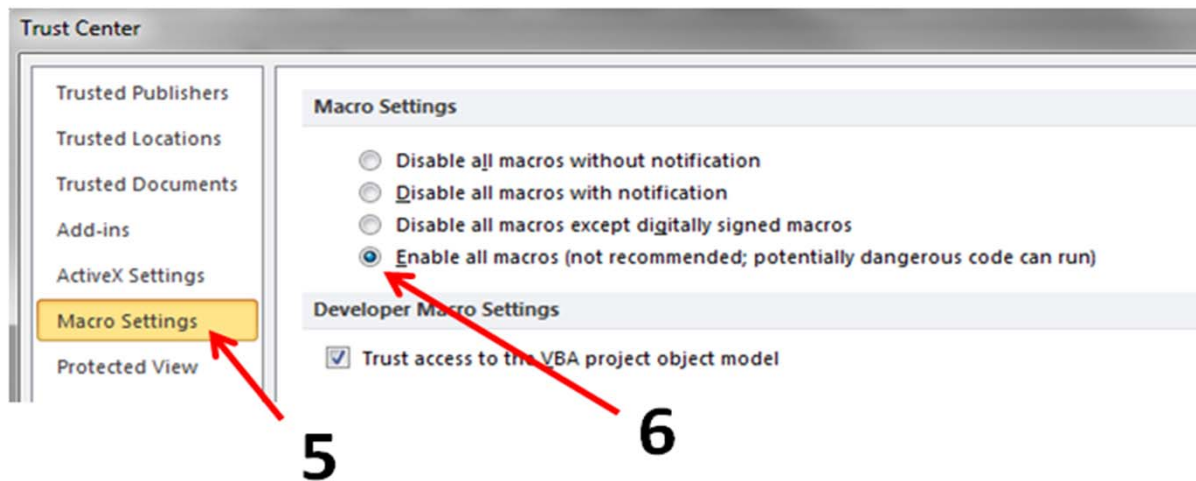 Trust Center
Trusted Publishers
Trusted Locations
Trusted Documents
Add-ins
ActiveX Settings
Macro Settings
Protected View
Macro Settings
Disable all macros without notification
Disable all macros with notification
Disable all macros except digitally signed macros
Enable all macros (not recommended; potentially dangerous code can run)
Developer Macro Settings
Trust access to the VBA project object model
5
6